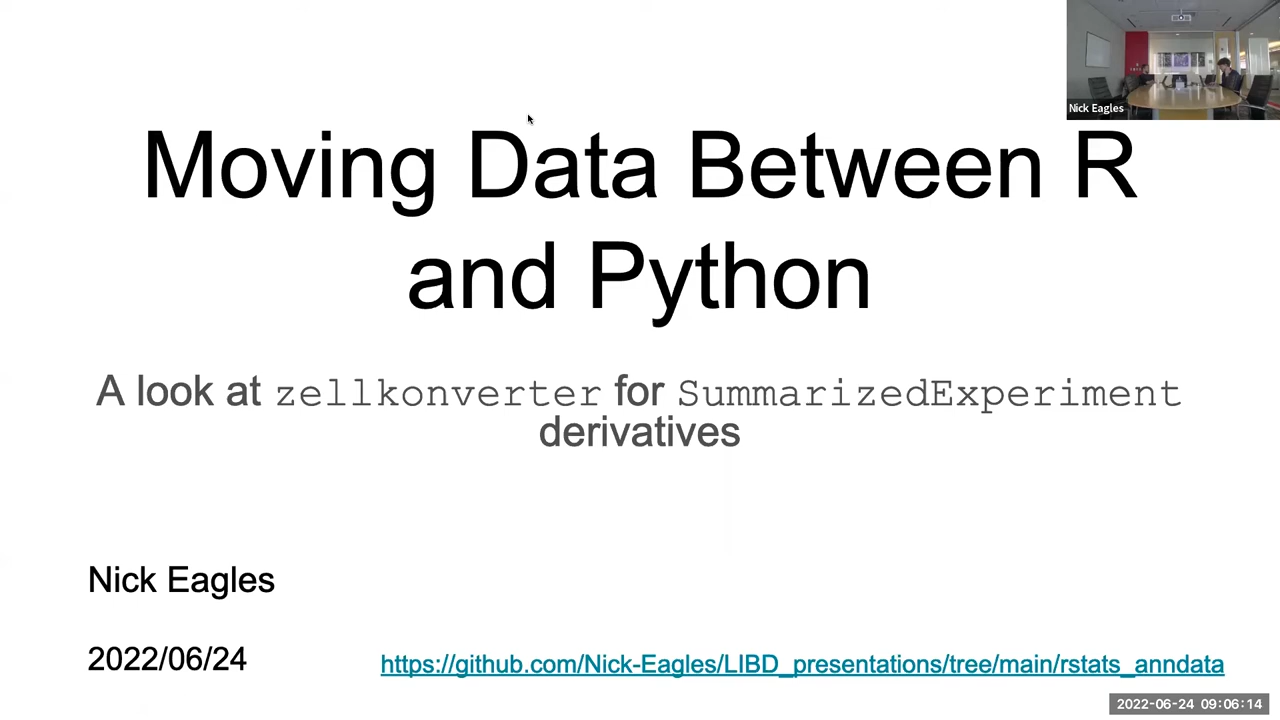 Nick Eagles
Moving Data Between R
and Python
A look at zellkonverter for SummarizedExperiment
derivatives
Nick Eagles
2022/06/24
https://github.com/Nick-Eagles/LIBD_presentations/tree/main/rstats_anndata
2022-06-24 09:06:14